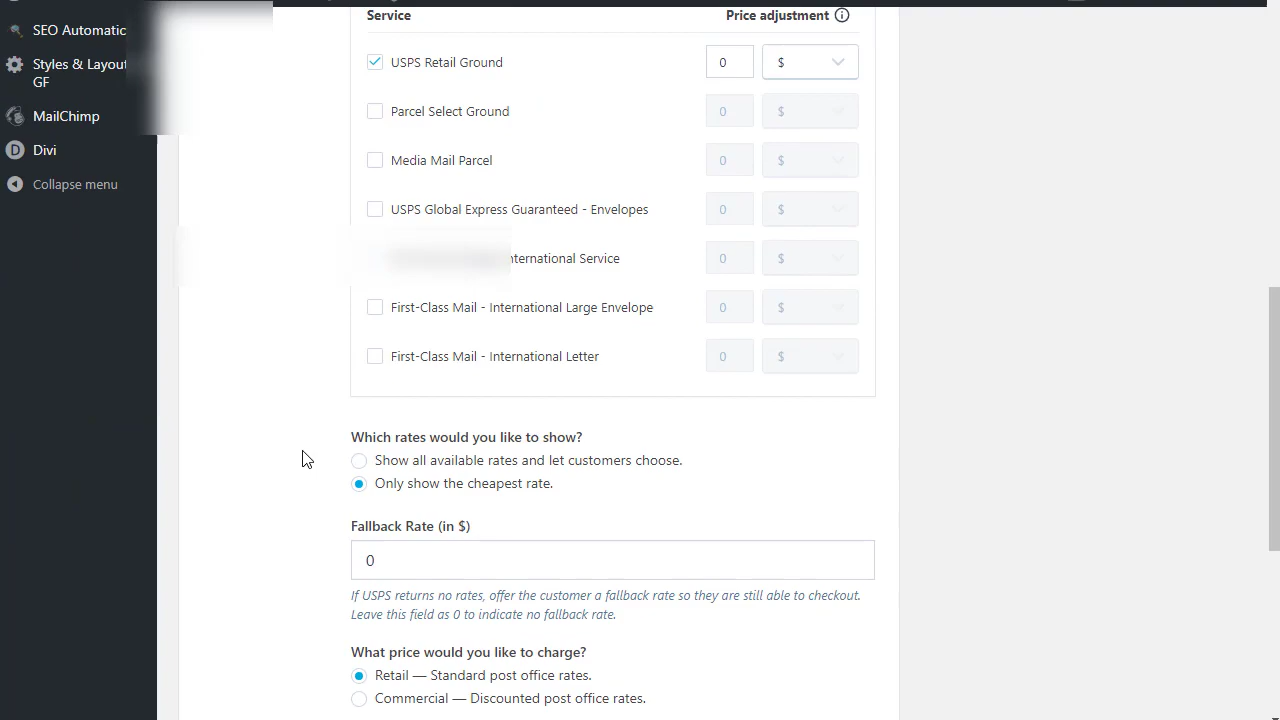 SEO Automatic
Styles & Layout
GF
MailChimp
Divi
Collapse menu
Service Price adjustment
USPS Retail Ground 0 $
Parcel Select Ground 0 $
Media Mail Parcel 0 $
USPS Global Express Guaranteed - Envelopes 0 $
nternational Service 0 $
First-Class Mail - International Large Envelope 0 $
First-Class Mail - International Letter 0 $
Which rates would you like to show?
Show all available rates and let customers choose.
Only show the cheapest rate.
Fallback Rate (in $)
0
If USPS returns no rates, offer the customer a fallback rate so they are still able to checkout.
Leave this field as 0 to indicate no fallback rate.
What price would you like to charge?
Retail — Standard post office rates.
Commercial — Discounted post office rates.